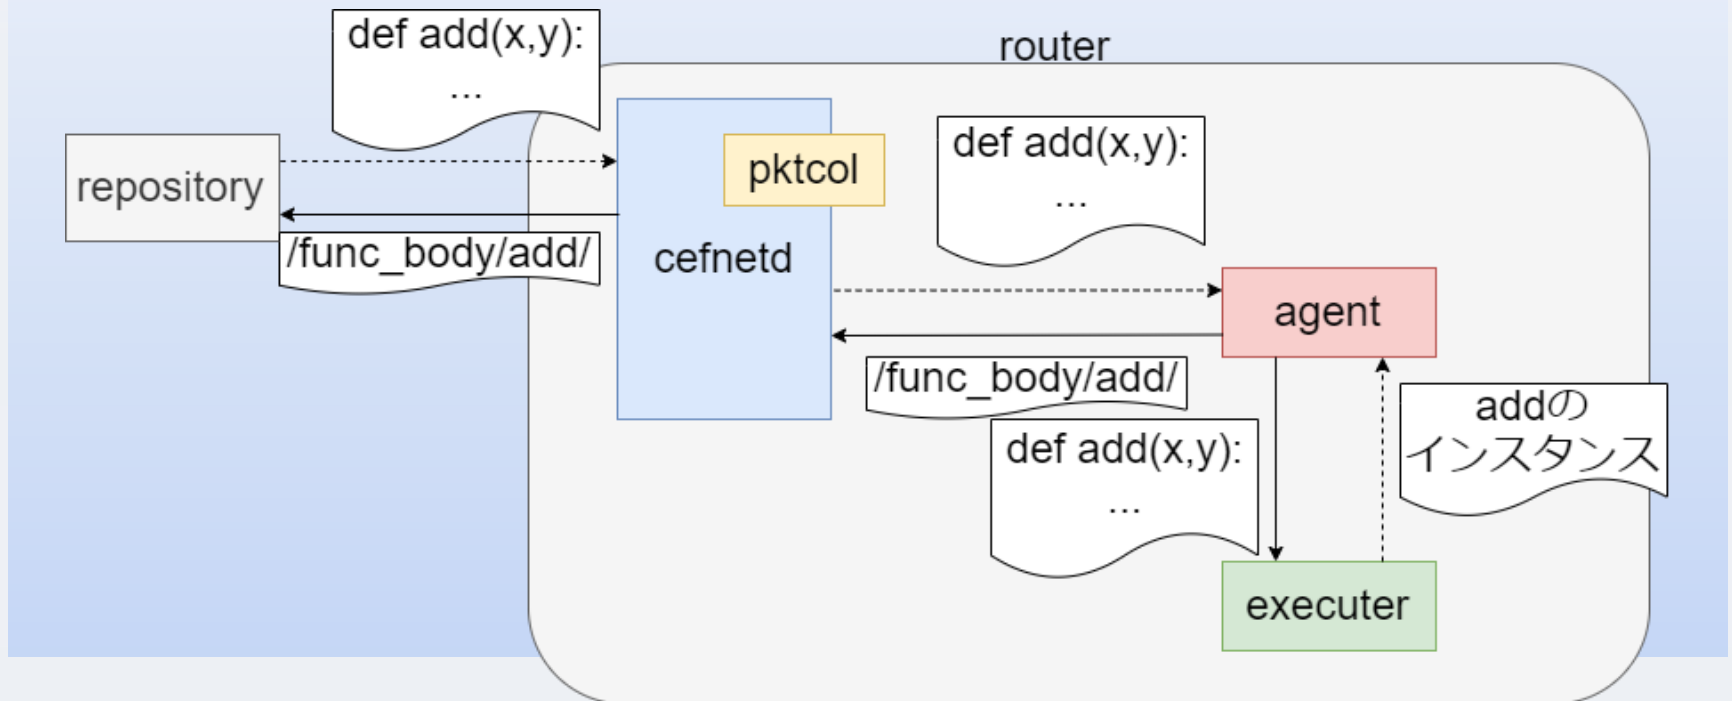 def add(x,y):
...
router
repository
/func_body/add/
pktcol
cefnetd
def add(x,y):
...
agent
/func_body/add/
def add(x,y):
...
addの
インスタンス
executer